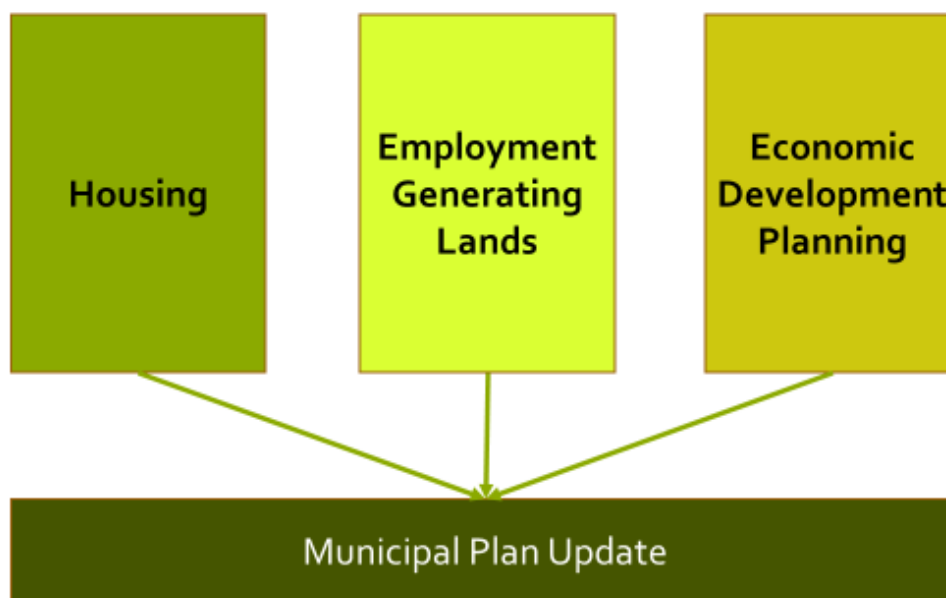 Housing
Employment
Generating
Lands
Economic
Development
Planning
Municipal Plan Update